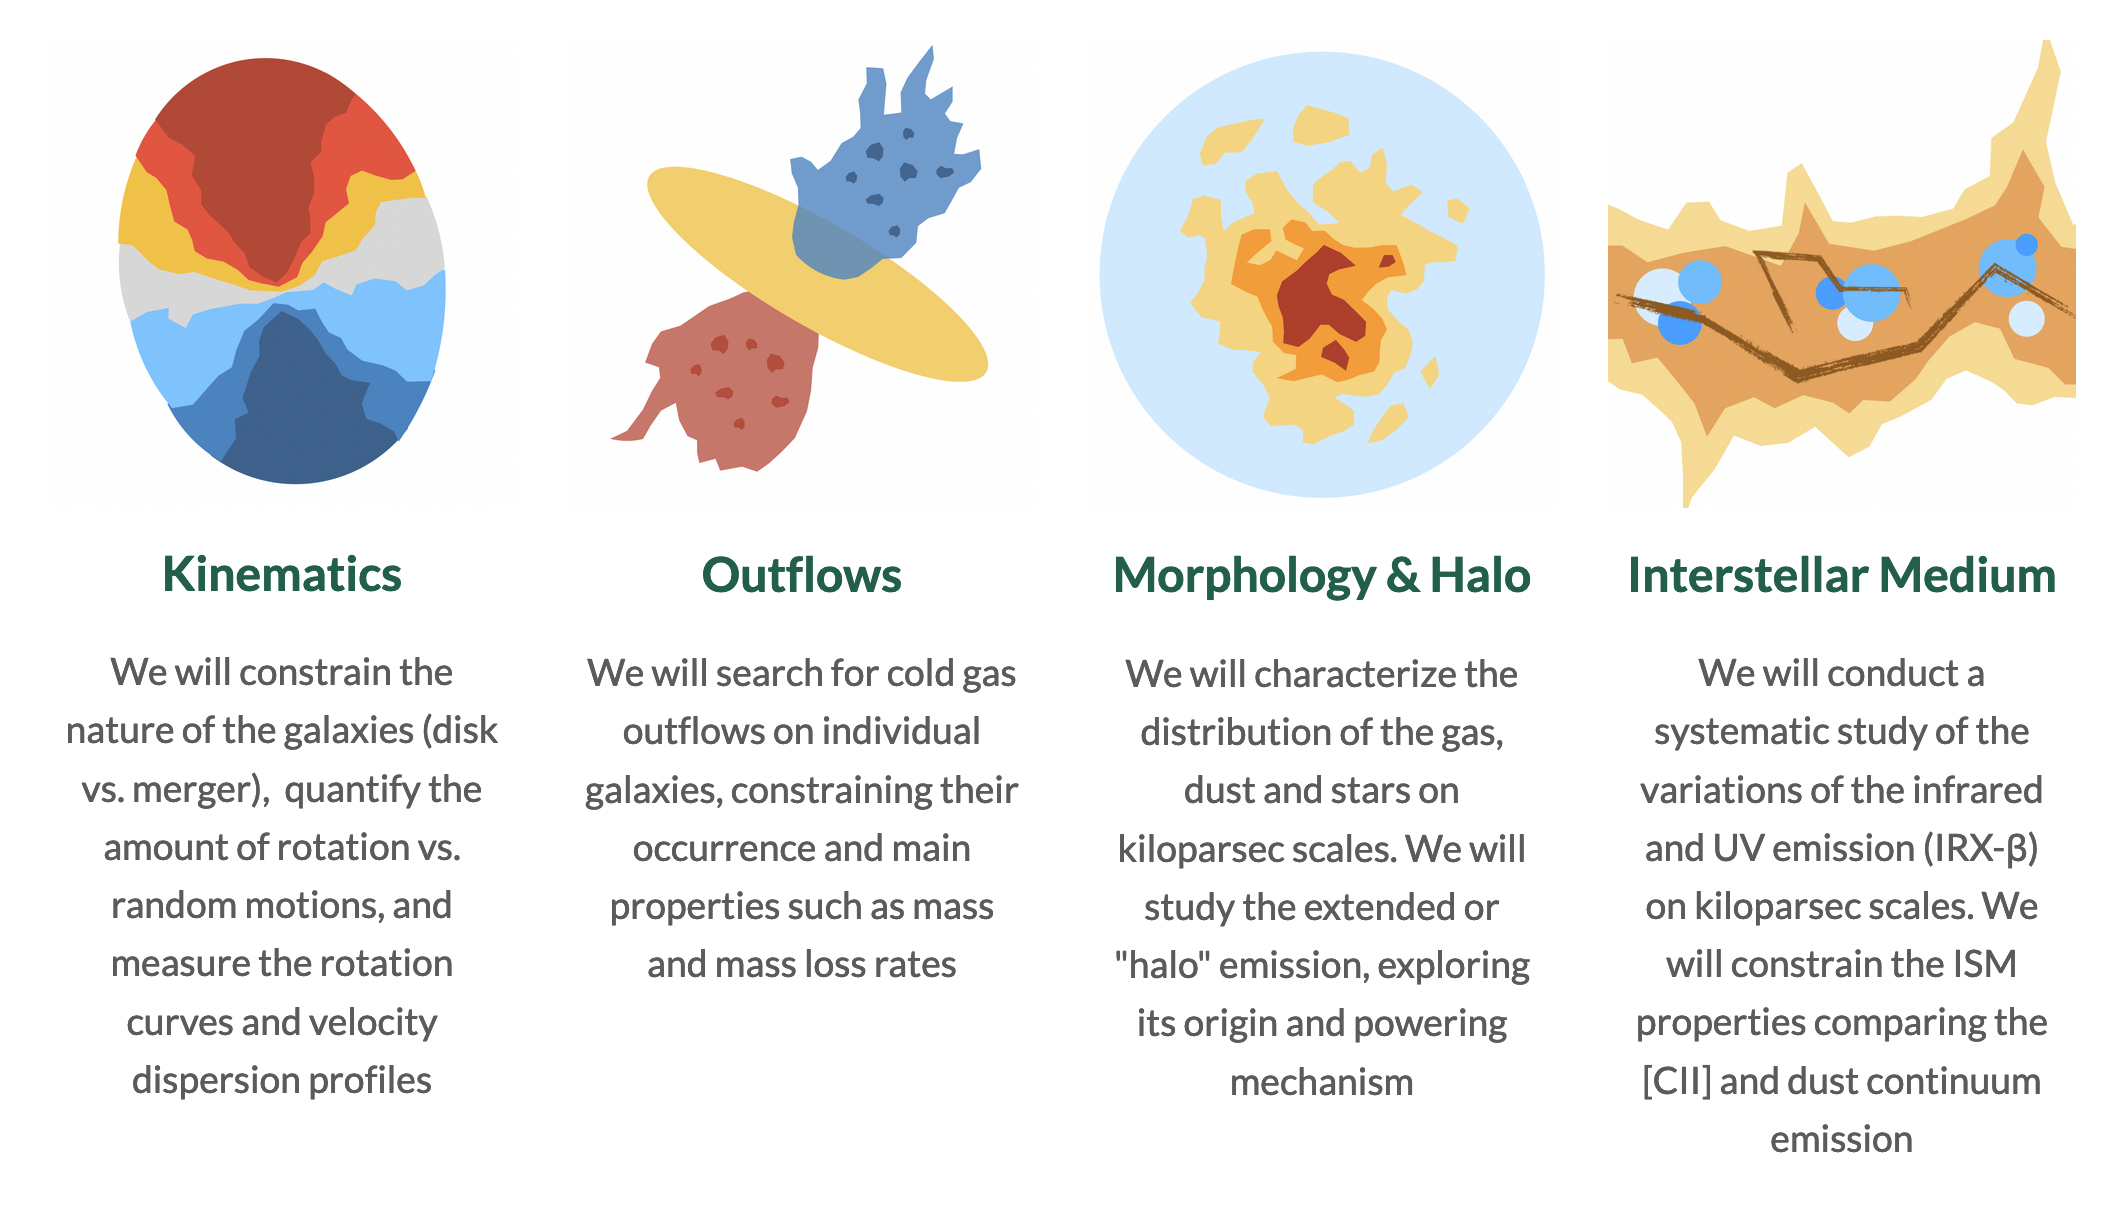 Kinematics
We will constrain the
nature of the galaxies (disk
vs. merger),  quantify the
amount of rotation vs.
random motions, and
measure the rotation
curves and velocity
dispersion profiles
Outflows
We will search for cold gas
outflows on individual
galaxies, constraining their
occurrence and main
properties such as mass
and mass loss rates
Morphology & Halo
We will characterize the
distribution of the gas,
dust and stars on
kiloparsec scales. We will
study the extended or
"halo" emission, exploring
its origin and powering
mechanism
Interstellar Medium
We will conduct a
systematic study of the
variations of the infrared
and UV emission (IRX-β)
on kiloparsec scales. We
will constrain the ISM
properties comparing the
[CII] and dust continuum
emission